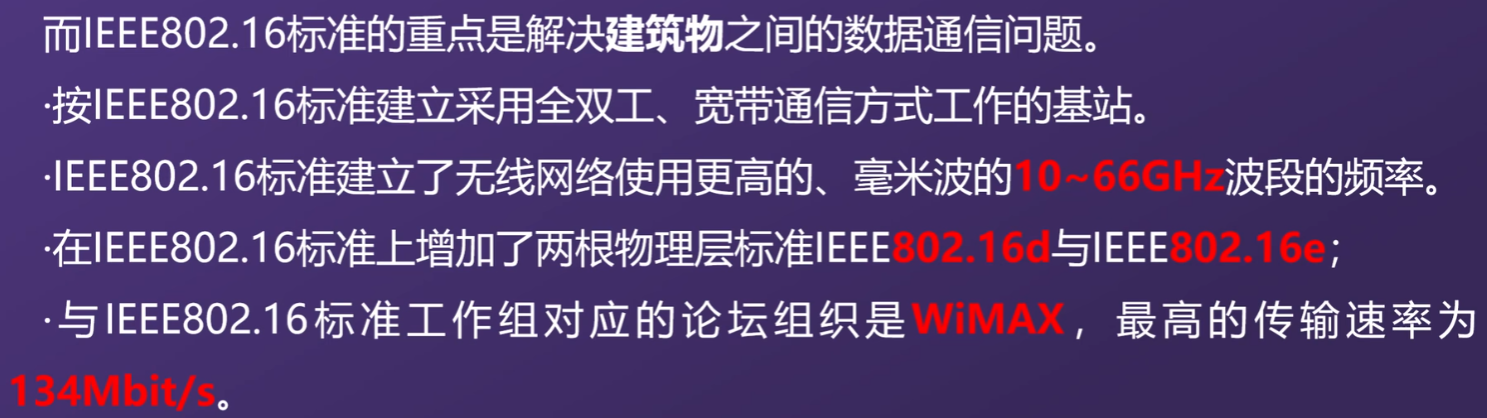 而IEEE802.16标准的重点是解决建筑物之间的数据通信问题。
·按IEEE802.16标准建立采用全双工、宽带通信方式工作的基站。
·IEEE802.16标准建立了无线网络使用更高的、毫米波的10~66GHz波段的频率。
·在IEEE802.16标准上增加了两根物理层标准IEEE802.16d与IEEE802.16e；
·与IEEE802.16标准工作组对应的论坛组织是WiMAX，最高的传输速率为
134Mbit/s。